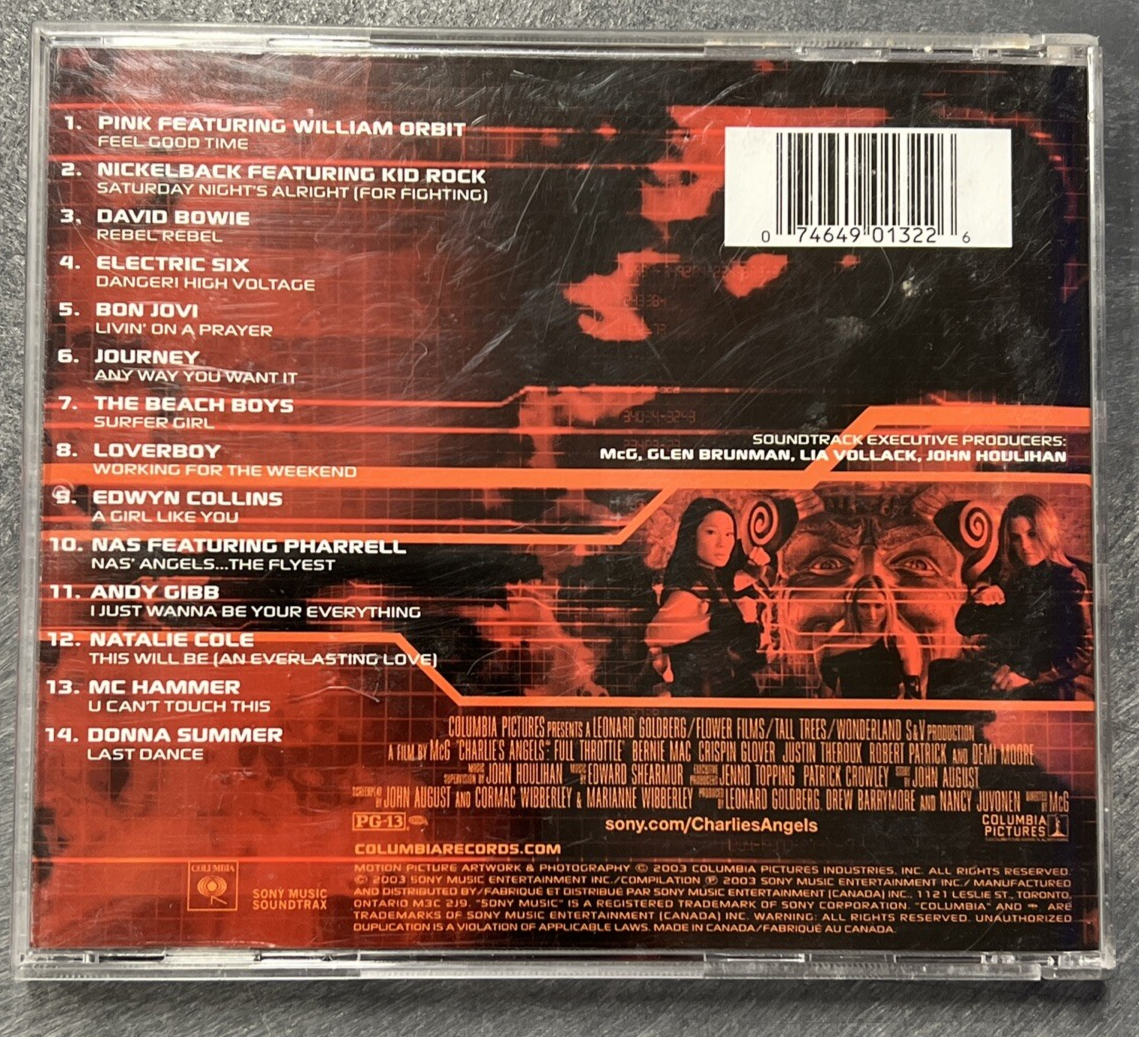 1. PINK FEATURING WILLIAM ORBIT
FEEL GOOD TIME
2. NICKELBACK FEATURING KID ROCK
SATURDAY NIGHT'S ALRIGHT (FOR FIGHTING)
3. DAVID BOWIE
REBEL REBEL
4. ELECTRIC SIX
DANGER! HIGH VOLTAGE
5. BON JOVI
LIVIN' ON A PRAYER
6. JOURNEY
ANY WAY YOU WANT IT
7. THE BEACH BOYS
SURFER GIRL
8. LOVERBOY
WORKING FOR THE WEEKEND
9. EDWYN COLLINS
A GIRL LIKE YOU
10. NAS FEATURING PHARRELL
NAS' ANGELS...THE FLYEST
11. ANDY GIBB
I JUST WANNA BE YOUR EVERYTHING
12. NATALIE COLE
THIS WILL BE (AN EVERLASTING LOVE)
13. MC HAMMER
U CAN'T TOUCH THIS
14. DONNA SUMMER
LAST DANCE
0 74649 01322 6
SOUNDTRACK EXECUTIVE PRODUCERS:
McG, GLEN BRUNMAN, LIA VOLLACK, JOHN HOULIHAN
COLUMBIA PICTURES PRESENTS A LEONARD GOLDBERG/FLOWER FILMS/TALL TREES/WONDERLAND S&V PRODUCTION
A FILM BY McG "CHARLIE'S ANGELS: FULL THROTTLE" BERNIE MAC CRISPIN GLOVER JUSTIN THEROUX ROBERT PATRICK AND DEMI MOORE
MUSIC SUPERVISION BY JOHN HOULIHAN MUSIC BY EDWARD SHEARMUR EXECUTIVE PRODUCERS JENNO TOPPING PATRICK CROWLEY STORY BY JOHN AUGUST
SCREENPLAY BY JOHN AUGUST AND CORMAC WIBBERLEY & MARIANNE WIBBERLEY PRODUCED BY LEONARD GOLDBERG DREW BARRYMORE AND NANCY JUVONEN DIRECTED BY McG
PG-13
sony.com/CharliesAngels
COLUMBIA
PICTURES
COLUMBIARECORDS.COM
COLUMBIA
SONY MUSIC
SOUNDTRAX
MOTION PICTURE ARTWORK & PHOTOGRAPHY © 2003 COLUMBIA PICTURES INDUSTRIES, INC. ALL RIGHTS RESERVED.
© 2003 SONY MUSIC ENTERTAINMENT INC./COMPILATION ℗ 2003 SONY MUSIC ENTERTAINMENT INC./ MANUFACTURED
AND DISTRIBUTED BY/FABRIQUÉ ET DISTRIBUÉ PAR SONY MUSIC ENTERTAINMENT (CANADA) INC., 1121 LESLIE ST., TORONTO,
ONTARIO M3C 2J9. "SONY MUSIC" IS A REGISTERED TRADEMARK OF SONY CORPORATION. "COLUMBIA" AND ARE
TRADEMARKS OF SONY MUSIC ENTERTAINMENT (CANADA) INC. WARNING: ALL RIGHTS RESERVED. UNAUTHORIZED
DUPLICATION IS A VIOLATION OF APPLICABLE LAWS. MADE IN CANADA/FABRIQUÉ AU CANADA.